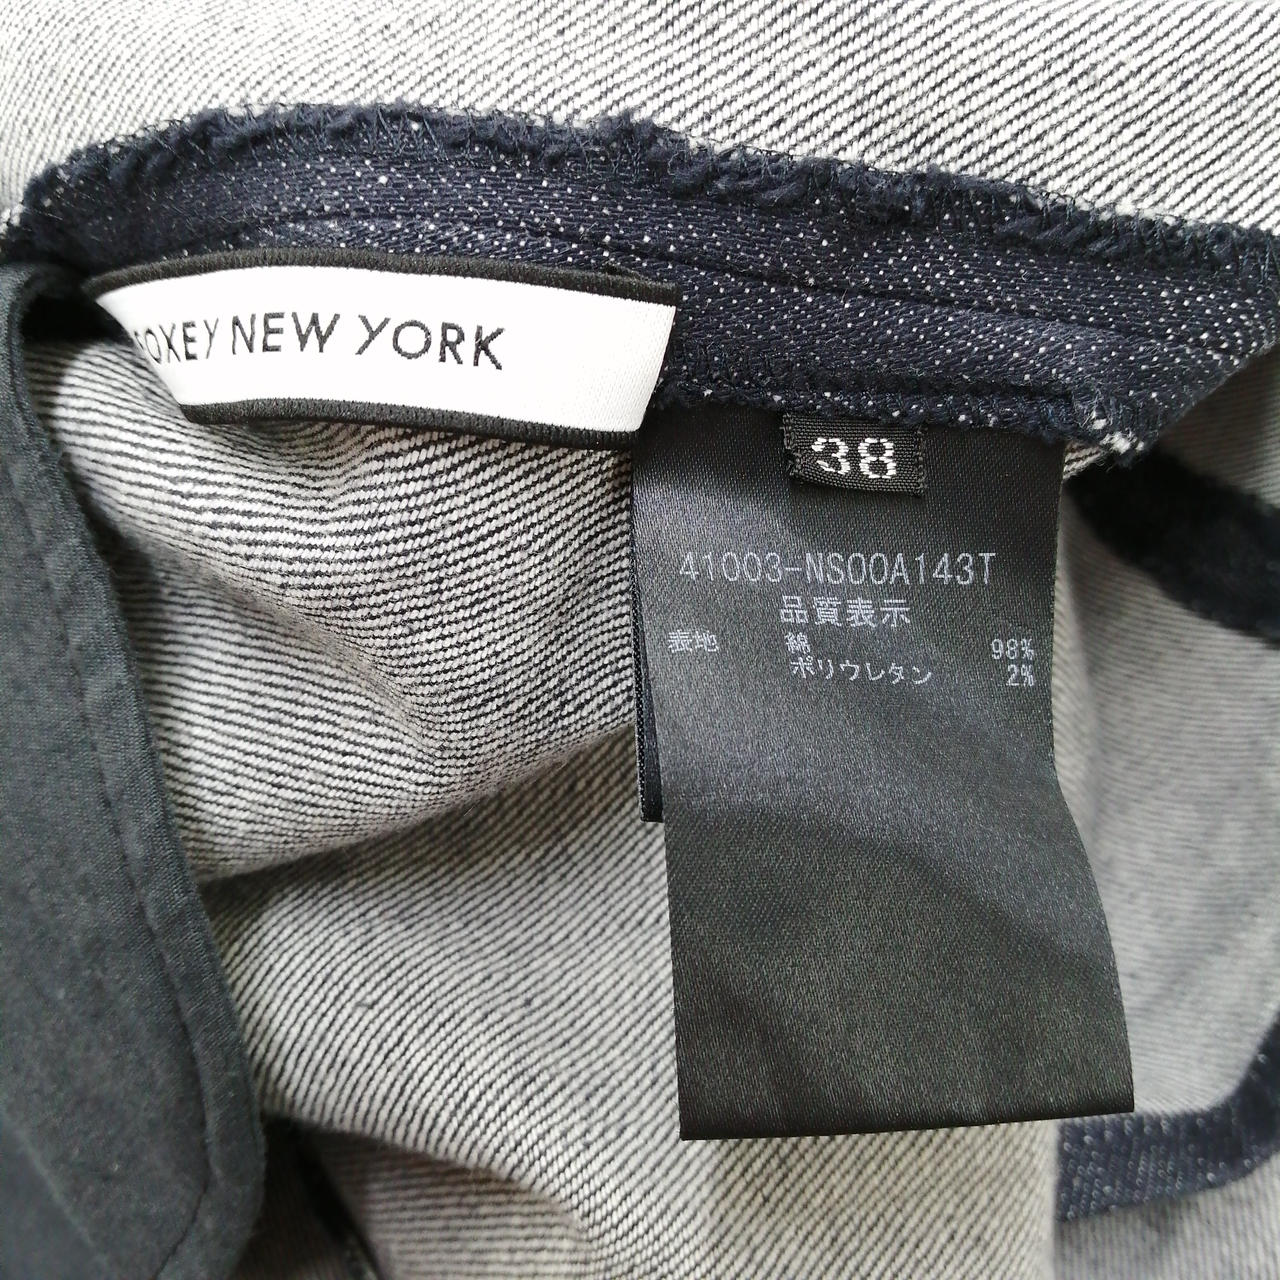 FOXEY NEW YORK
38
41003-NS00A143T
品質表示
表地 綿 98%
ポリウレタン 2%